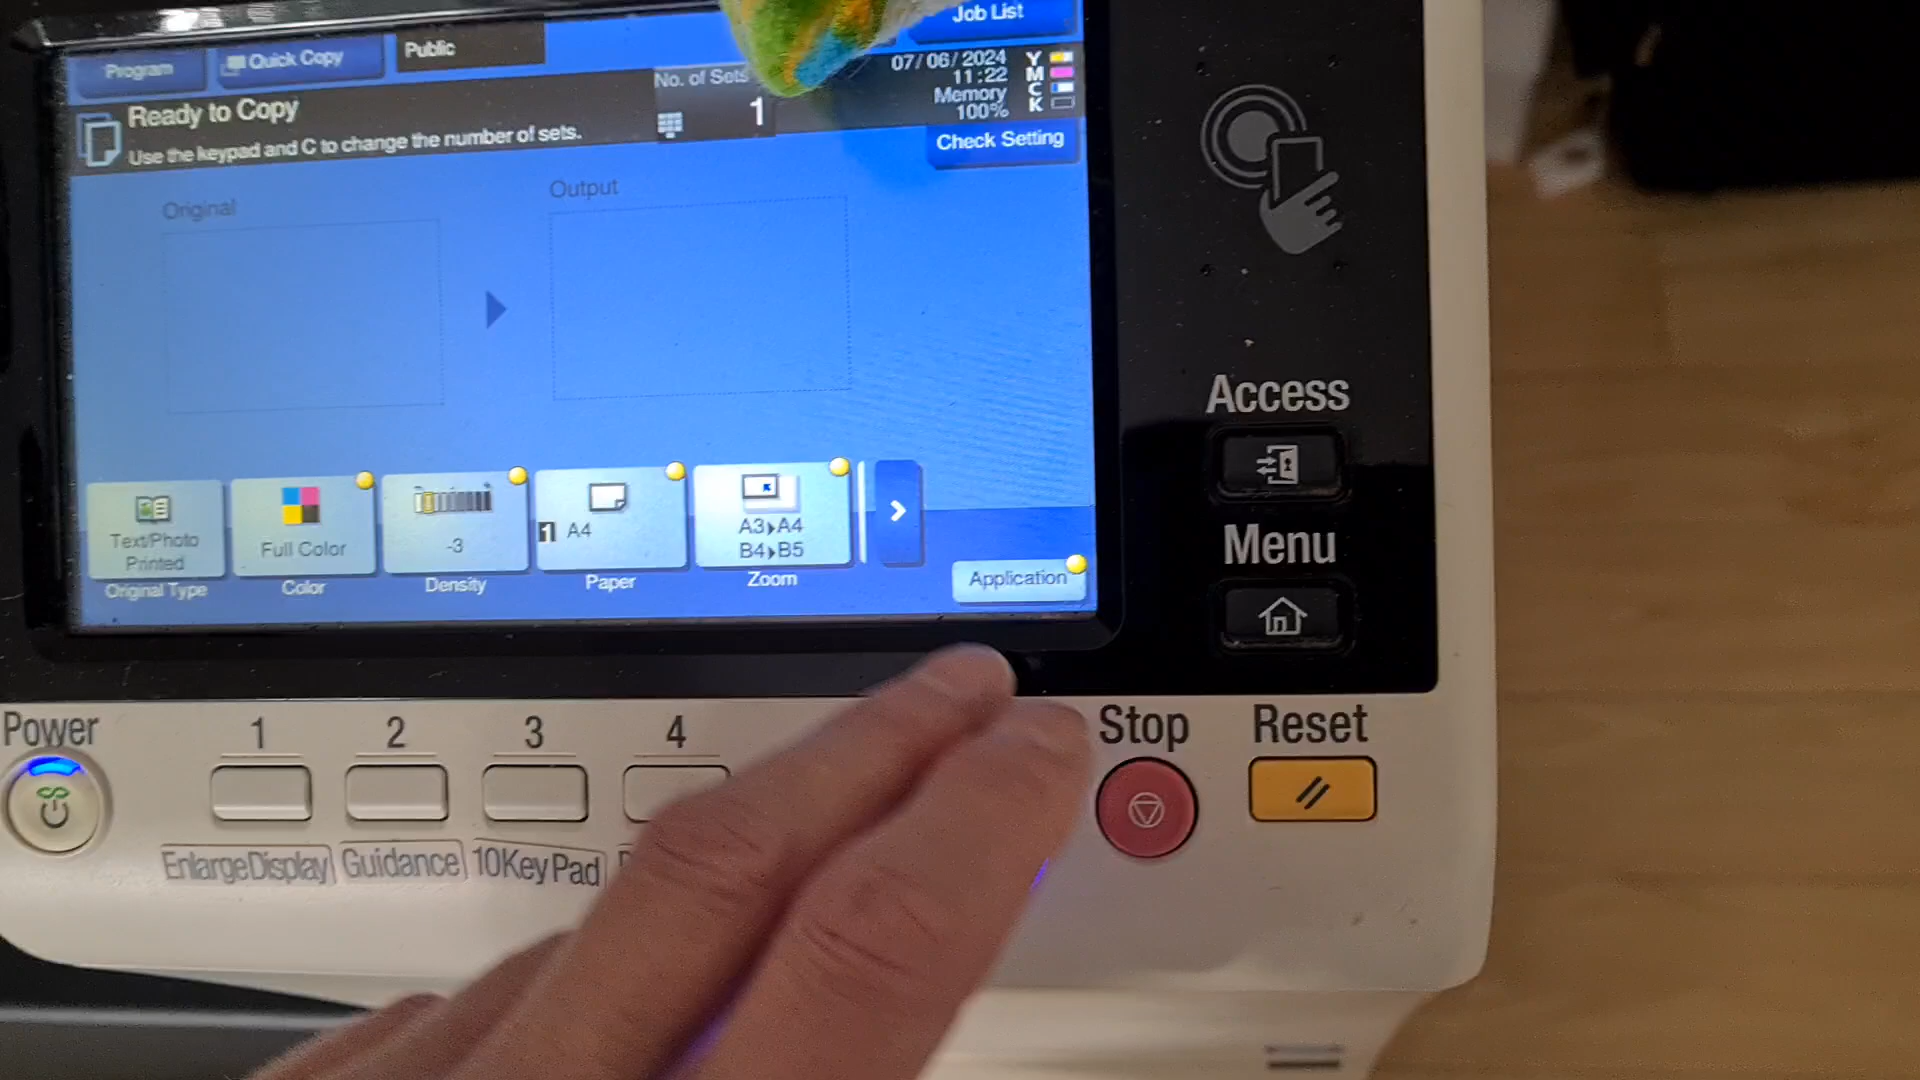 Job List
Program
Quick Copy
Public
Ready to Copy
Use the keypad and C to change the number of sets.
No. of Sets
1
07/06/2024
11:22
Memory
100%
Y
M
C
K
Check Setting
Original
Output
Text/Photo
Printed
Original Type
Full Color
Color
-3
Density
1 A4
Paper
A3▸A4
B4▸B5
Zoom
Application
Access
Menu
Power
1
2
3
4
Stop
Reset
Enlarge Display
Guidance
10 Key Pad